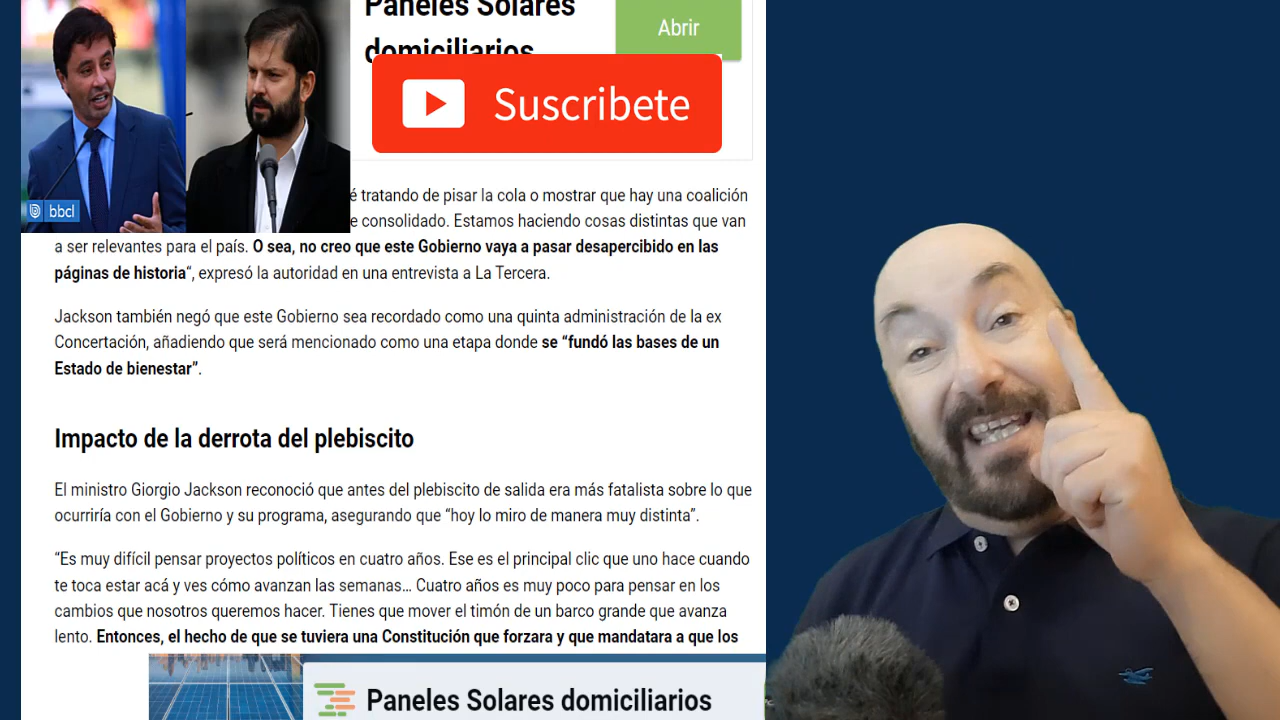 Paneles Solares
domiciliarios
Abrir
Suscribete
bbcl
é tratando de pisar la cola o mostrar que hay una coalición
e consolidado. Estamos haciendo cosas distintas que van
a ser relevantes para el país. O sea, no creo que este Gobierno vaya a pasar desapercibido en las
páginas de historia“, expresó la autoridad en una entrevista a La Tercera.
Jackson también negó que este Gobierno sea recordado como una quinta administración de la ex
Concertación, añadiendo que será mencionado como una etapa donde se “fundó las bases de un
Estado de bienestar”.
Impacto de la derrota del plebiscito
El ministro Giorgio Jackson reconoció que antes del plebiscito de salida era más fatalista sobre lo que
ocurriría con el Gobierno y su programa, asegurando que “hoy lo miro de manera muy distinta”.
“Es muy difícil pensar proyectos políticos en cuatro años. Ese es el principal clic que uno hace cuando
te toca estar acá y ves cómo avanzan las semanas… Cuatro años es muy poco para pensar en los
cambios que nosotros queremos hacer. Tienes que mover el timón de un barco grande que avanza
lento. Entonces, el hecho de que se tuviera una Constitución que forzara y que mandatara a que los
Paneles Solares domiciliarios